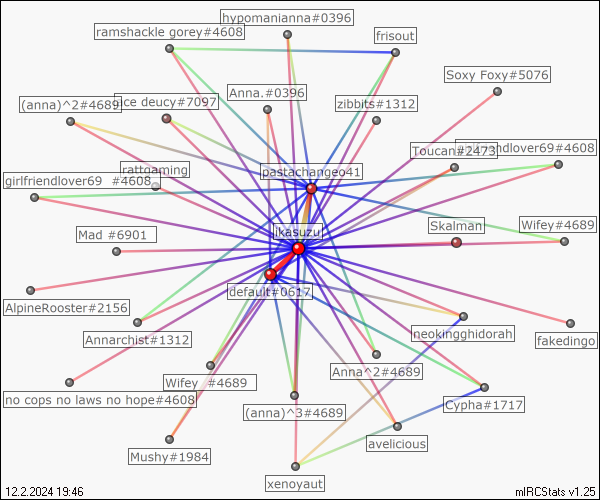 hypomanianna#0396
ramshackle gorey#4608
frisout
Soxy Foxy#5076
Anna.#0396
(anna)^2#4689
ice deucy#7097
zibbits#1312
Toucan#2473
girlfriendlover69 #4608
rattgaming
pastachangeo41
Skalman
Wifey#4689
Mad #6901
ikasuzu
default#0617
AlpineRooster#2156
Annarchist#1312
neokingghidorah
fakedingo
Anna^2#4689
Wifey #4689
no cops no laws no hope#4608
(anna)^3#4689
Cypha#1717
avelicious
Mushy#1984
xenoyaut
12.2.2024 19:46
mIRCStats v1.25